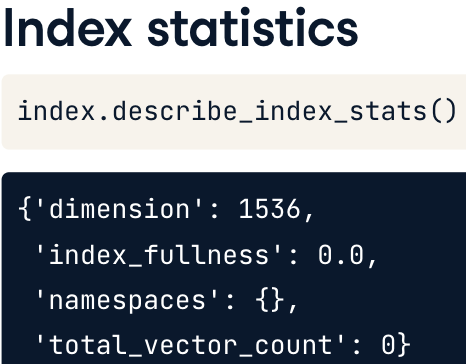 Index statistics
index.describe_index_stats()
{'dimension': 1536,
 'index_fullness': 0.0,
 'namespaces': {},
 'total_vector_count': 0}